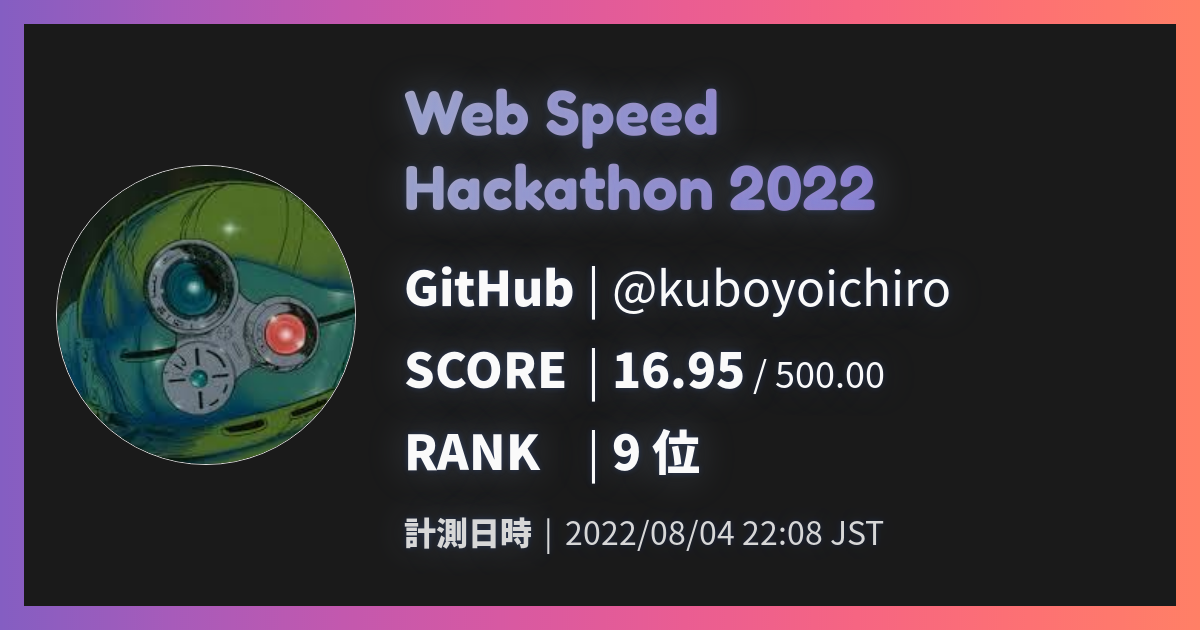 Web Speed
Hackathon 2022
GitHub | @kuboyoichiro
SCORE | 16.95 / 500.00
RANK | 9 位
計測日時 | 2022/08/04 22:08 JST